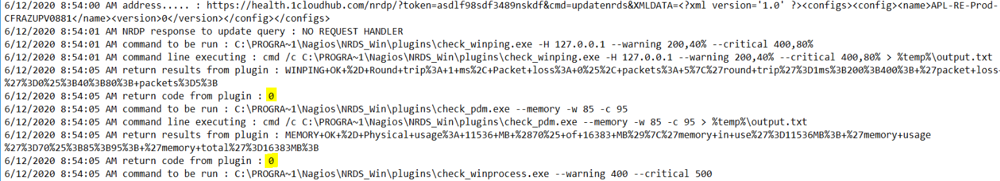 6/12/2020 8:54:00 AM address..... : https://health.1cloudhub.com/nrdp/?token=asdlf98sdf3489nskdf&cmd=updatenrds&XMLDATA=<?xml version='1.0' ?><configs><config><name>APL-RE-Prod-
CFRAZUPV0881</name><version>0</version></config></configs>
6/12/2020 8:54:01 AM NRDP response to update query : NO REQUEST HANDLER
6/12/2020 8:54:01 AM command to be run : C:\PROGRA~1\Nagios\NRDS_Win\plugins\check_winping.exe -H 127.0.0.1 --warning 200,40% --critical 400,80%
6/12/2020 8:54:01 AM command line executing : cmd /c C:\PROGRA~1\Nagios\NRDS_Win\plugins\check_winping.exe -H 127.0.0.1 --warning 200,40% --critical 400,80% > %temp%\output.txt
6/12/2020 8:54:05 AM return results from plugin : WINPING+OK+%2D+Round+trip%3A+1+ms%2C+Packet+loss%3A+0%25%2C+packets%3A+5%7C%27round+trip%27%3D1ms%3B200%3B400%3B+%27packet+loss-
%27%3D0%25%3B40%3B80%3B+packets%3D5%3B
6/12/2020 8:54:05 AM return code from plugin : 0
6/12/2020 8:54:05 AM command to be run : C:\PROGRA~1\Nagios\NRDS_Win\plugins\check_pdm.exe --memory -w 85 -c 95
6/12/2020 8:54:05 AM command line executing : cmd /c C:\PROGRA~1\Nagios\NRDS_Win\plugins\check_pdm.exe --memory -w 85 -c 95 > %temp%\output.txt
6/12/2020 8:54:05 AM return results from plugin : MEMORY+OK+%2D+Physical+usage%3A+11536+MB+%2870%25+of+16383+MB%29%7C%27memory+in+use%27%3D11536MB%3B+%27memory+usage
%27%3D70%25%3B85%3B95%3B+%27memory+total%27%3D16383MB%3B
6/12/2020 8:54:05 AM return code from plugin : 0
6/12/2020 8:54:05 AM command to be run : C:\PROGRA~1\Nagios\NRDS_Win\plugins\check_winprocess.exe --warning 400 --critical 500